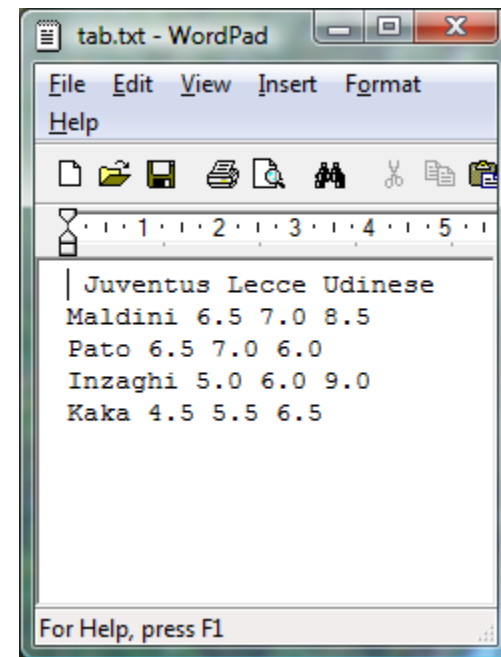 tab.txt - WordPad
File Edit View Insert Format
Help
1 2 3 4 5
Juventus Lecce Udinese
Maldini 6.5 7.0 8.5
Pato 6.5 7.0 6.0
Inzaghi 5.0 6.0 9.0
Kaka 4.5 5.5 6.5
For Help, press F1